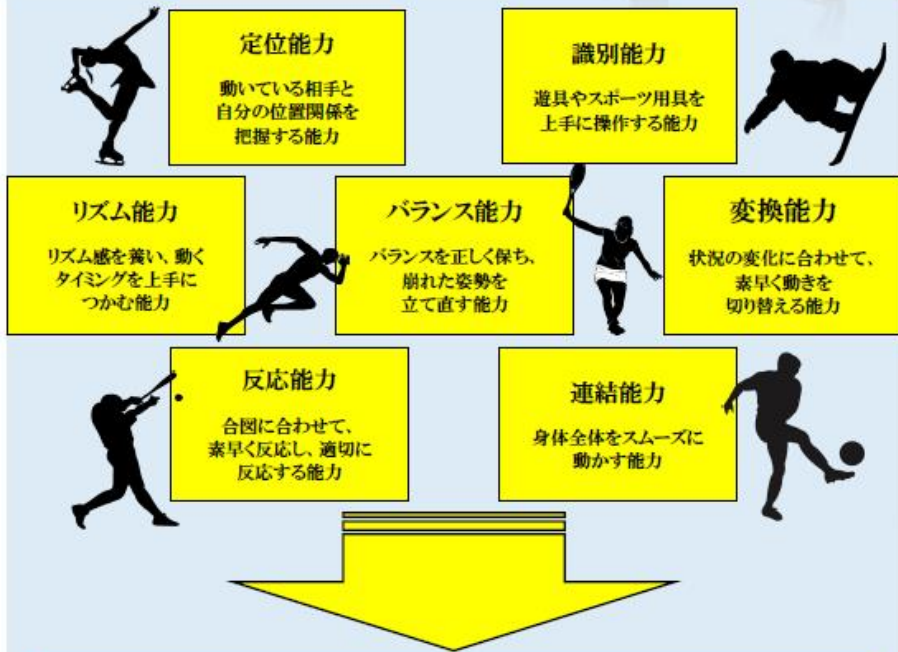 定位能力
動いている相手と
自分の位置関係を
把握する能力
識別能力
遊具やスポーツ用具を
上手に操作する能力
リズム能力
リズム感を養い、動く
タイミングを上手に
つかむ能力
バランス能力
バランスを正しく保ち、
崩れた姿勢を
立て直す能力
変換能力
状況の変化に合わせて、
素早く動きを
切り替える能力
反応能力
合図に合わせて、
素早く反応し、適切に
反応する能力
連結能力
身体全体をスムーズに
動かす能力